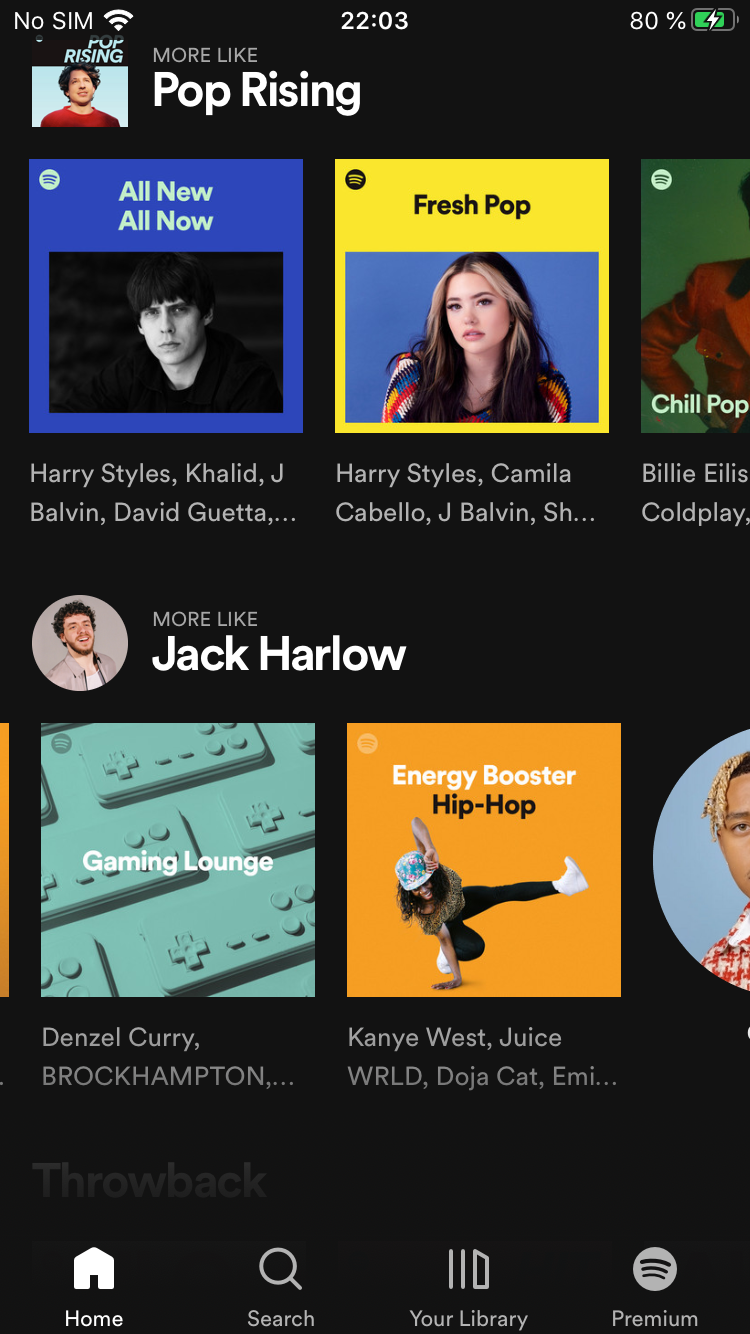 No SIM 22:03 80 %
POP
RISING
MORE LIKE
Pop Rising
All New
All Now
Fresh Pop
Chill Pop
Harry Styles, Khalid, J
Balvin, David Guetta,...
Harry Styles, Camila
Cabello, J Balvin, Sh...
Billie Eilis
Coldplay,
MORE LIKE
Jack Harlow
Gaming Lounge
Energy Booster
Hip-Hop
Denzel Curry,
BROCKHAMPTON,...
Kanye West, Juice
WRLD, Doja Cat, Emi...
Throwback
Home
Search
Your Library
Premium